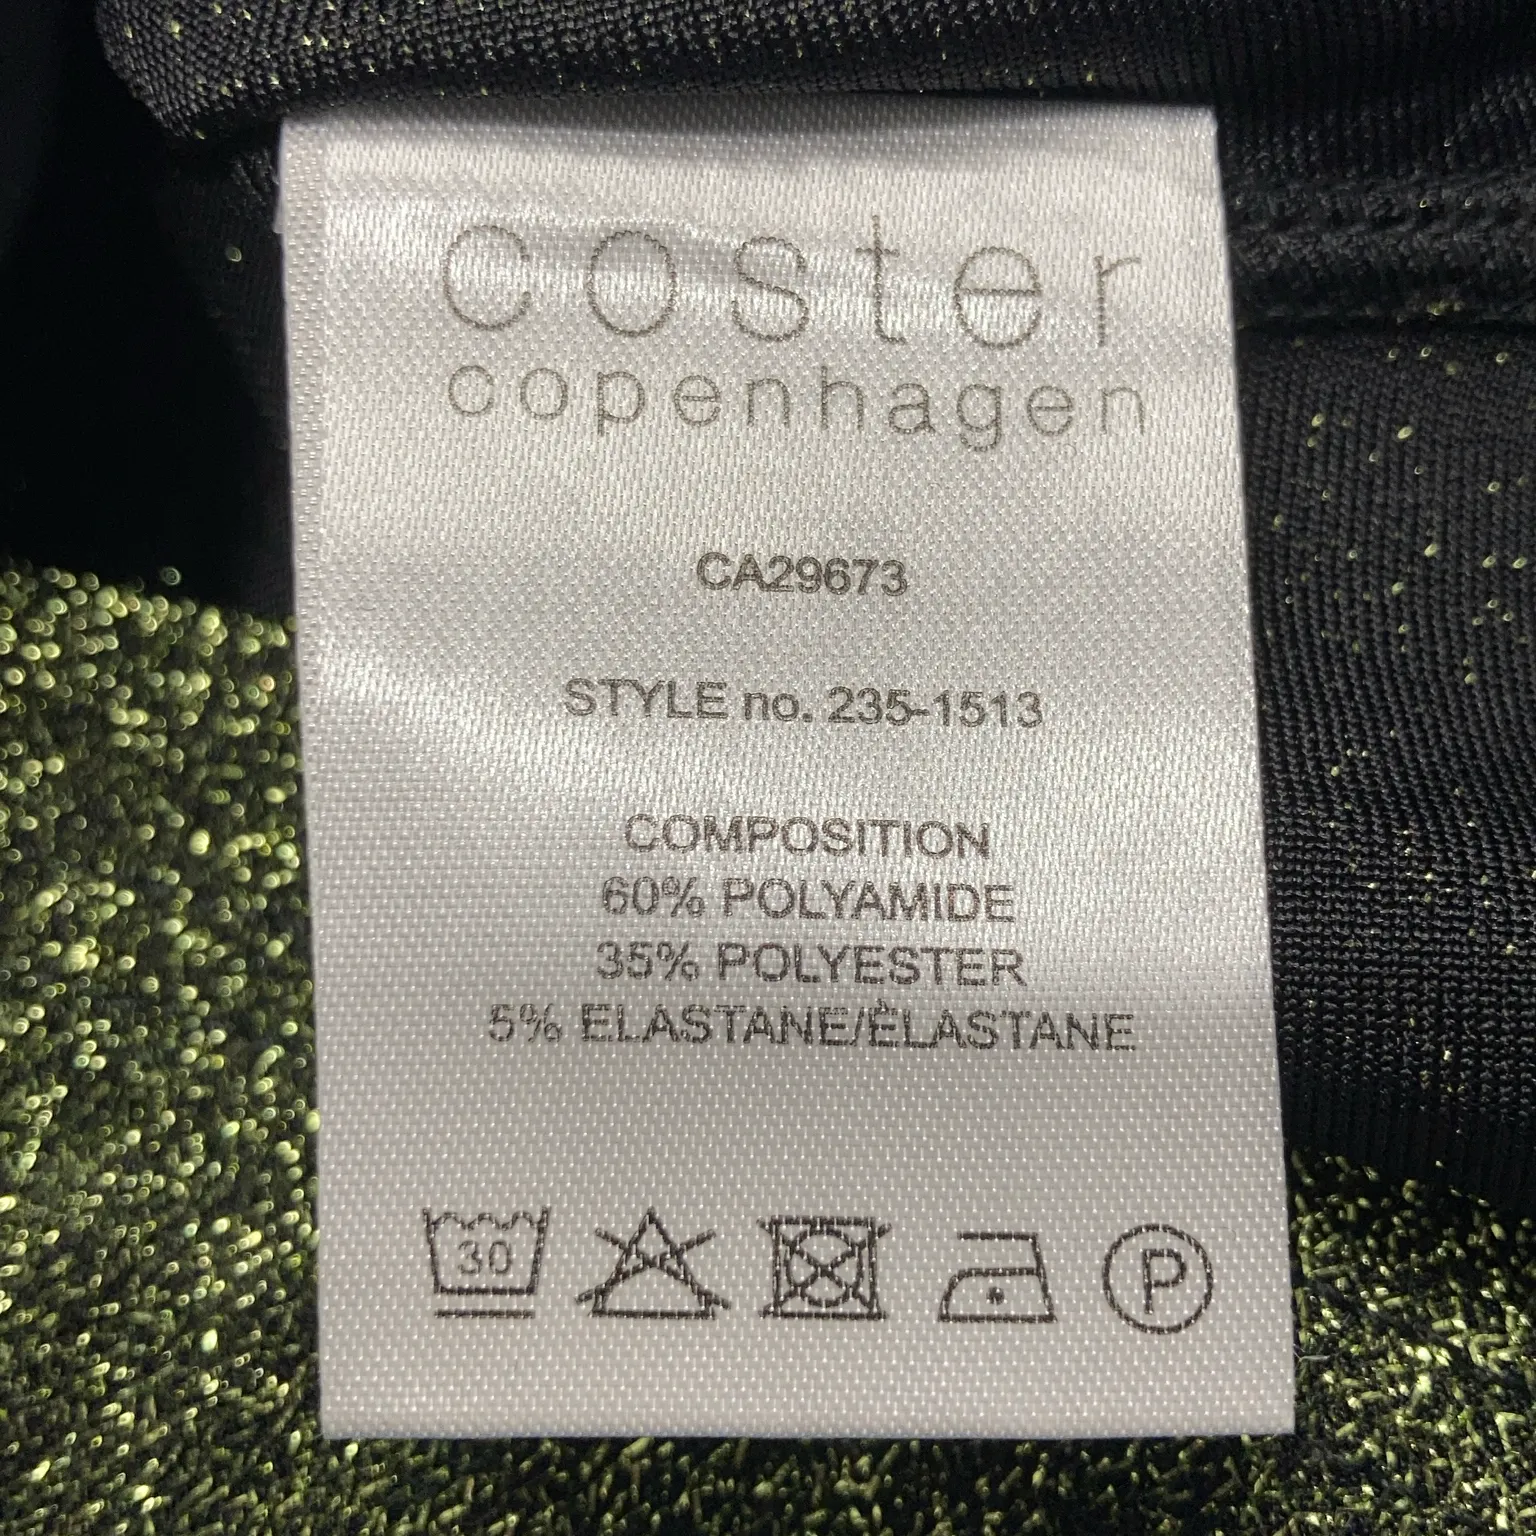 coster
copenhagen
CA29673
STYLE no. 235-1513
COMPOSITION
60% POLYAMIDE
35% POLYESTER
5% ELASTANE/ÉLASTANE
30 P